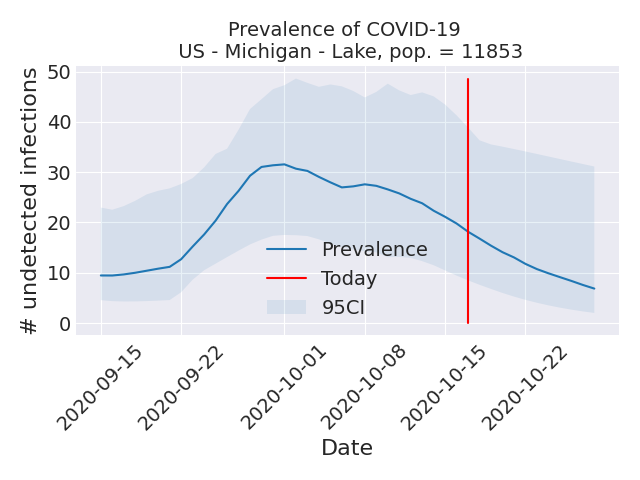 Prevalence of COVID-19
US - Michigan - Lake, pop. = 11853
# undetected infections
50
40
30
20
10
0
Prevalence
Today
95CI
2020-09-15
2020-09-22
2020-10-01
2020-10-08
2020-10-15
2020-10-22
Date